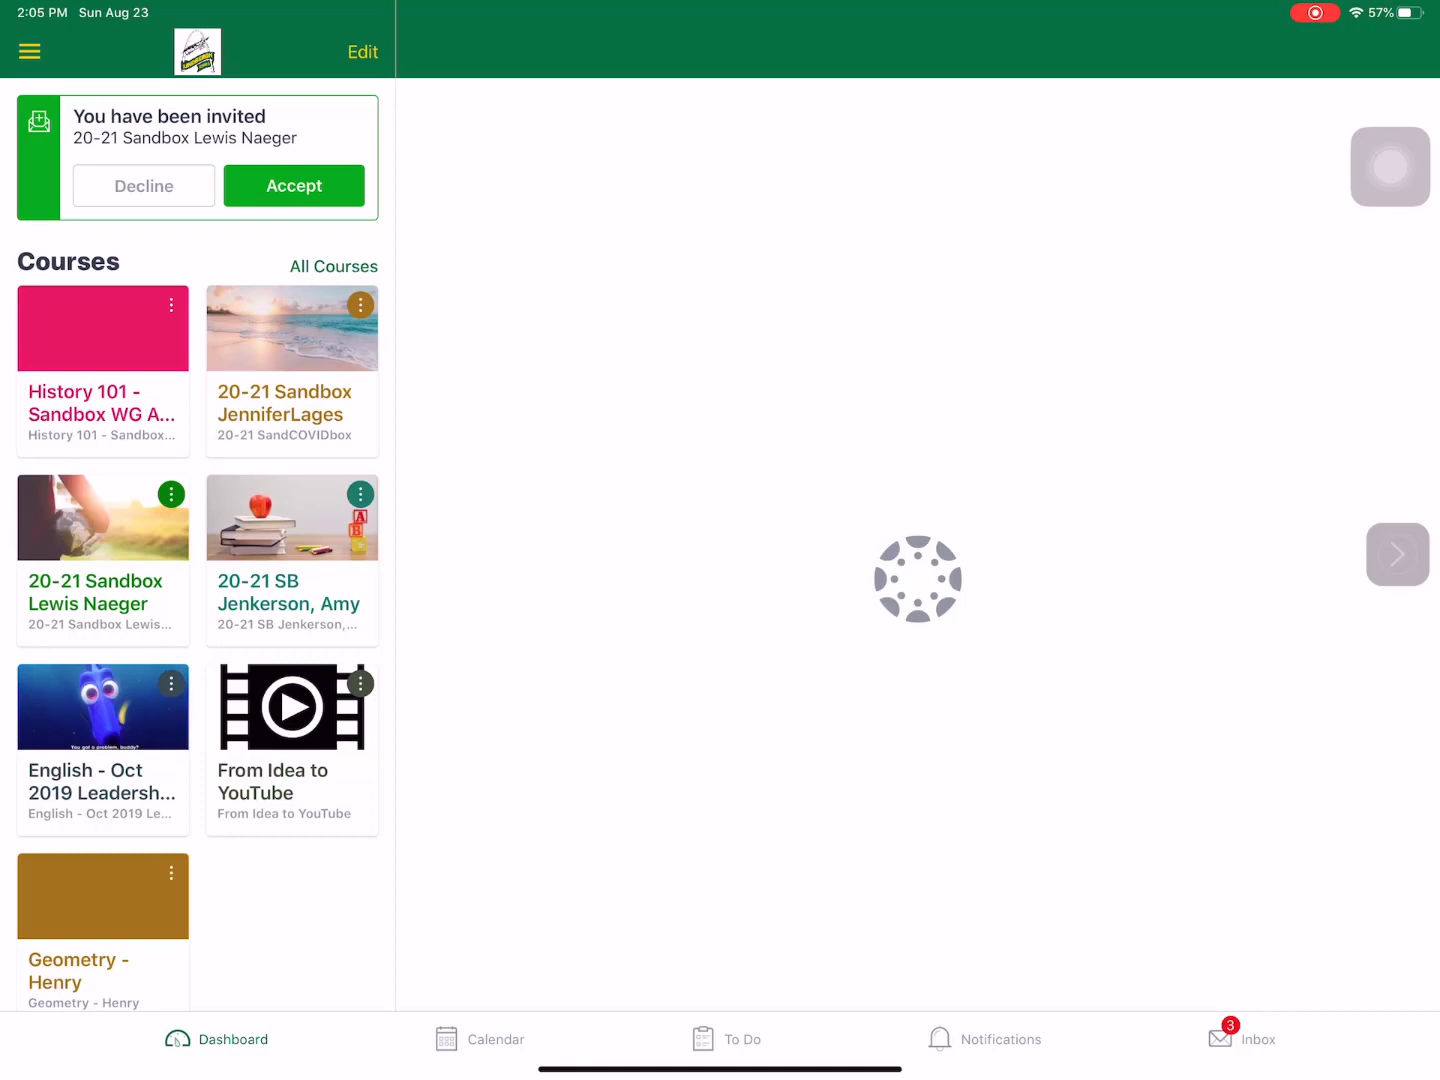 2:05 PM Sun Aug 23
57%
Edit
You have been invited
20-21 Sandbox Lewis Naeger
Decline
Accept
Courses
All Courses
History 101 -
Sandbox WG A...
History 101 - Sandbox...
20-21 Sandbox
JenniferLages
20-21 SandCOVIDbox
20-21 Sandbox
Lewis Naeger
20-21 Sandbox Lewis...
A
B
20-21 SB
Jenkerson, Amy
20-21 SB Jenkerson,...
You got a problem, buddy?
English - Oct
2019 Leadersh...
English - Oct 2019 Le...
From Idea to
YouTube
From Idea to YouTube
Geometry -
Henry
Geometry - Henry
Dashboard
Calendar
To Do
Notifications
3
Inbox